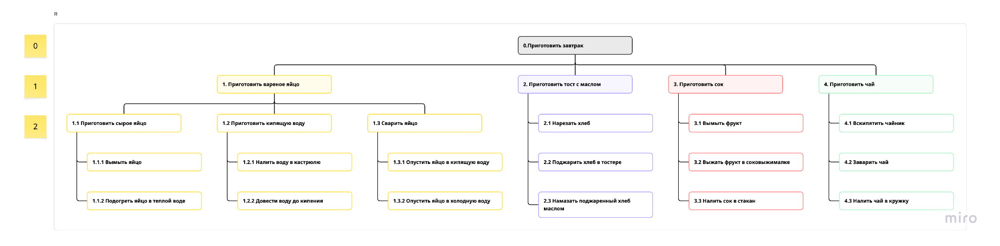 я
0
0.Приготовить завтрак
1
1. Приготовить вареное яйцо
2. Приготовить тост с маслом
3. Приготовить сок
4. Приготовить чай
2
1.1 Приготовить сырое яйцо
1.2 Приготовить кипящую воду
1.3 Сварить яйцо
2.1 Нарезать хлеб
3.1 Вымыть фрукт
4.1 Вскипятить чайник
1.1.1 Вымыть яйцо
1.2.1 Налить воду в кастрюлю
1.3.1 Опустить яйцо в кипящую воду
2.2 Поджарить хлеб в тостере
3.2 Выжать фрукт в соковыжималке
4.2 Заварить чай
1.1.2 Подогреть яйцо в теплой воде
1.2.2 Довести воду до кипения
1.3.2 Опустить яйцо в холодную воду
2.3 Намазать поджаренный хлеб
маслом
3.3 Налить сок в стакан
4.3 Налить чай в кружку
miro